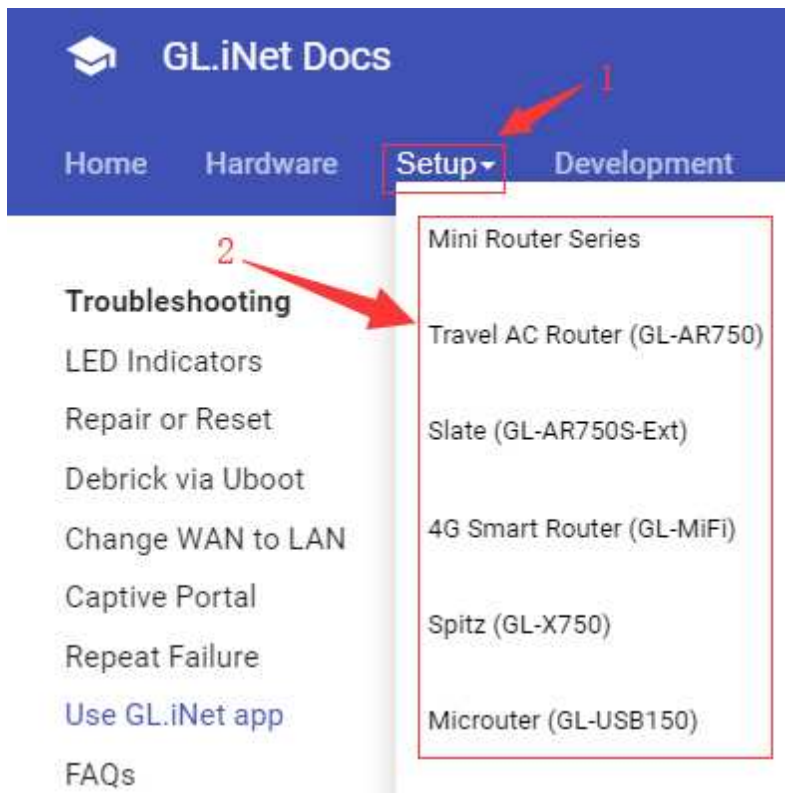 GL.iNet Docs
1
Home Hardware Setup Development
2
Troubleshooting
LED Indicators
Repair or Reset
Debrick via Uboot
Change WAN to LAN
Captive Portal
Repeat Failure
Use GL.iNet app
FAQs
Mini Router Series
Travel AC Router (GL-AR750)
Slate (GL-AR750S-Ext)
4G Smart Router (GL-MiFi)
Spitz (GL-X750)
Microuter (GL-USB150)